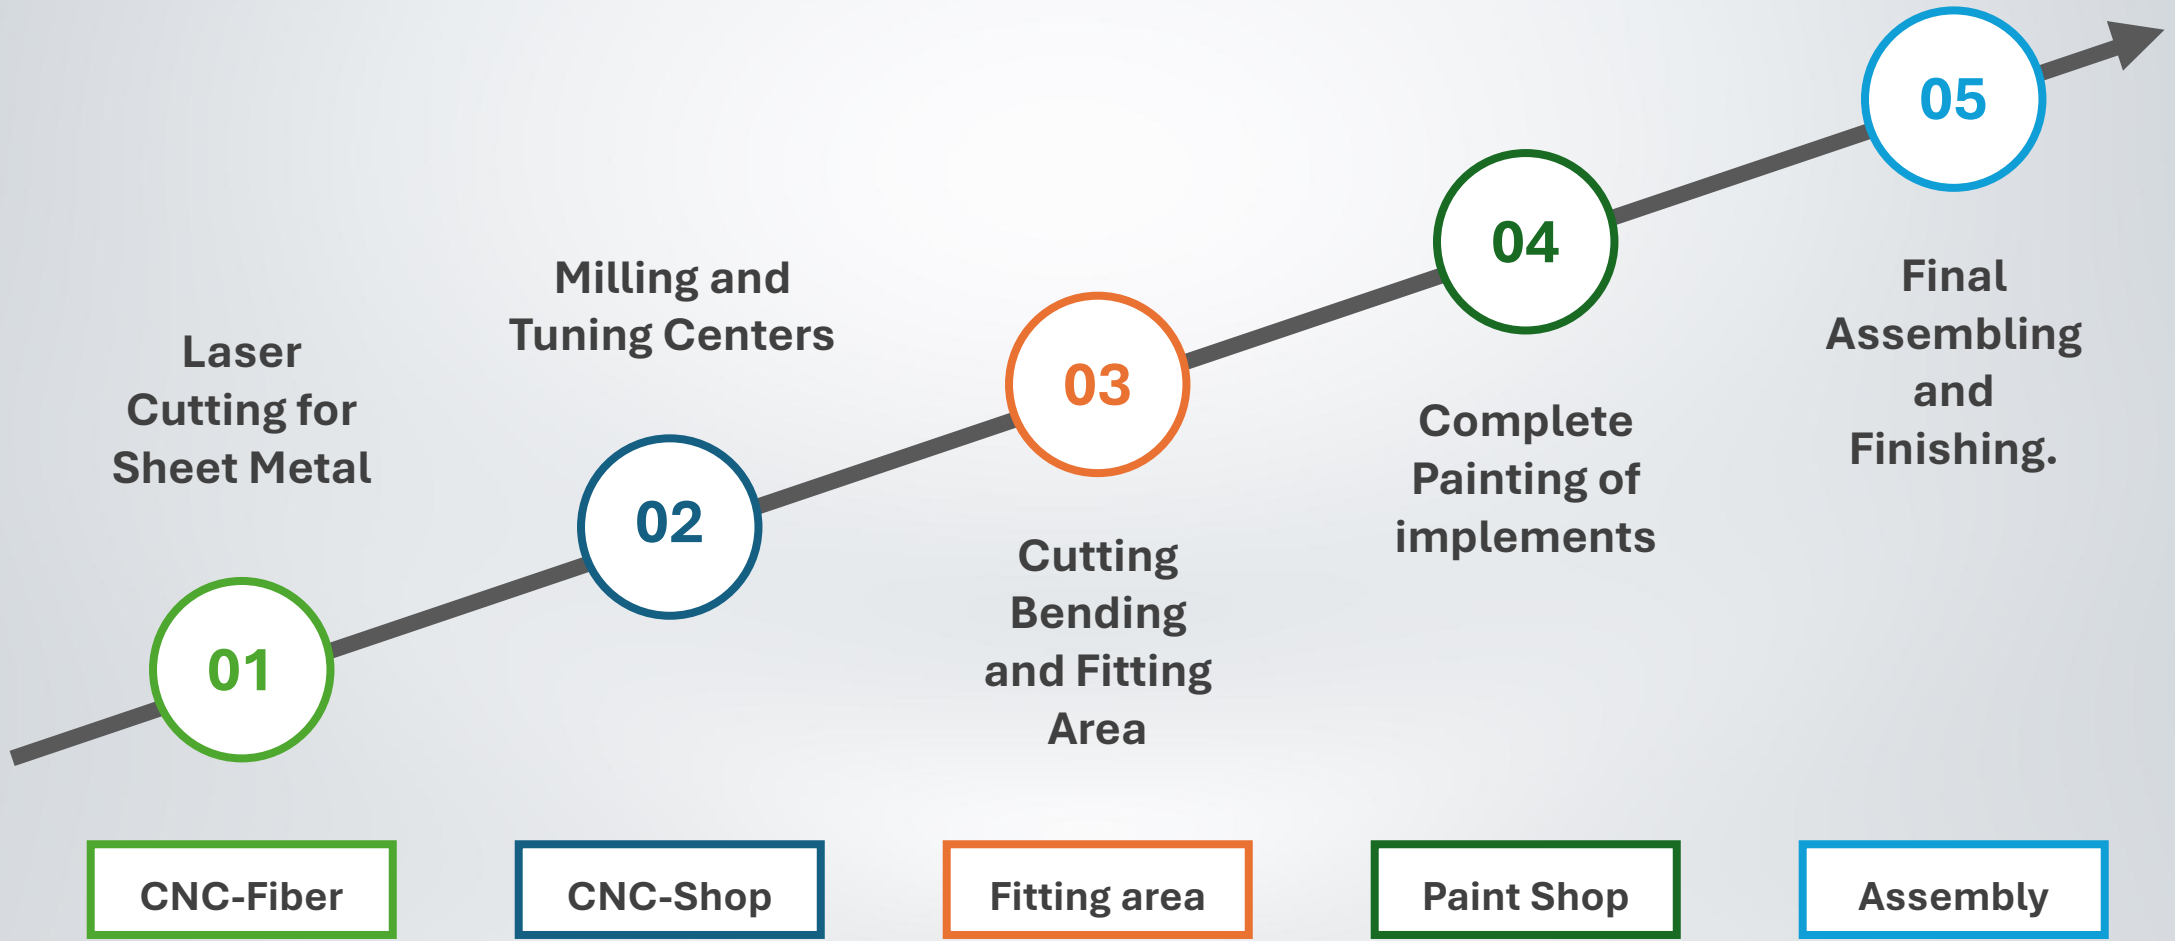 01
Laser
Cutting for
Sheet Metal
CNC-Fiber
02
Milling and
Tuning Centers
CNC-Shop
03
Cutting
Bending
and Fitting
Area
Fitting area
04
Complete
Painting of
implements
Paint Shop
05
Final
Assembling
and
Finishing.
Assembly